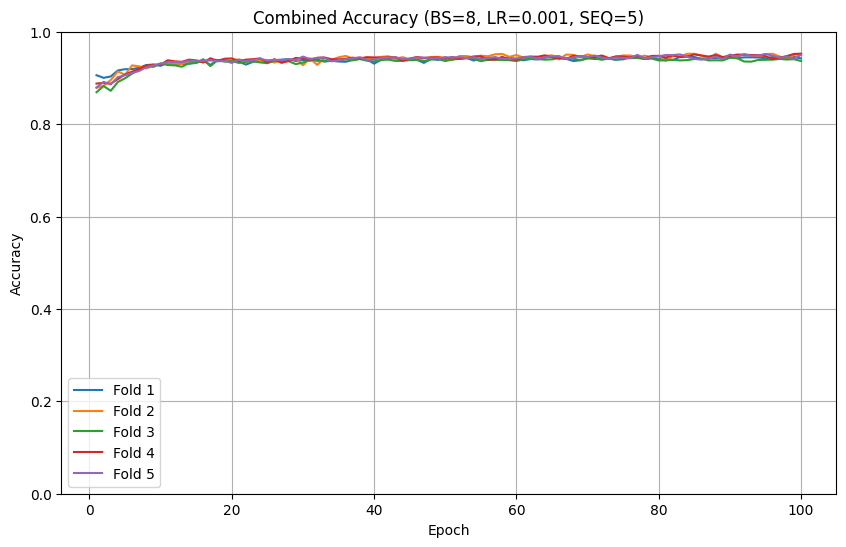 Combined Accuracy (BS=8, LR=0.001, SEQ=5)
1.0
0.8
0.6
0.4
0.2
0.0
Accuracy
Fold 1
Fold 2
Fold 3
Fold 4
Fold 5
0 20 40 60 80 100
Epoch